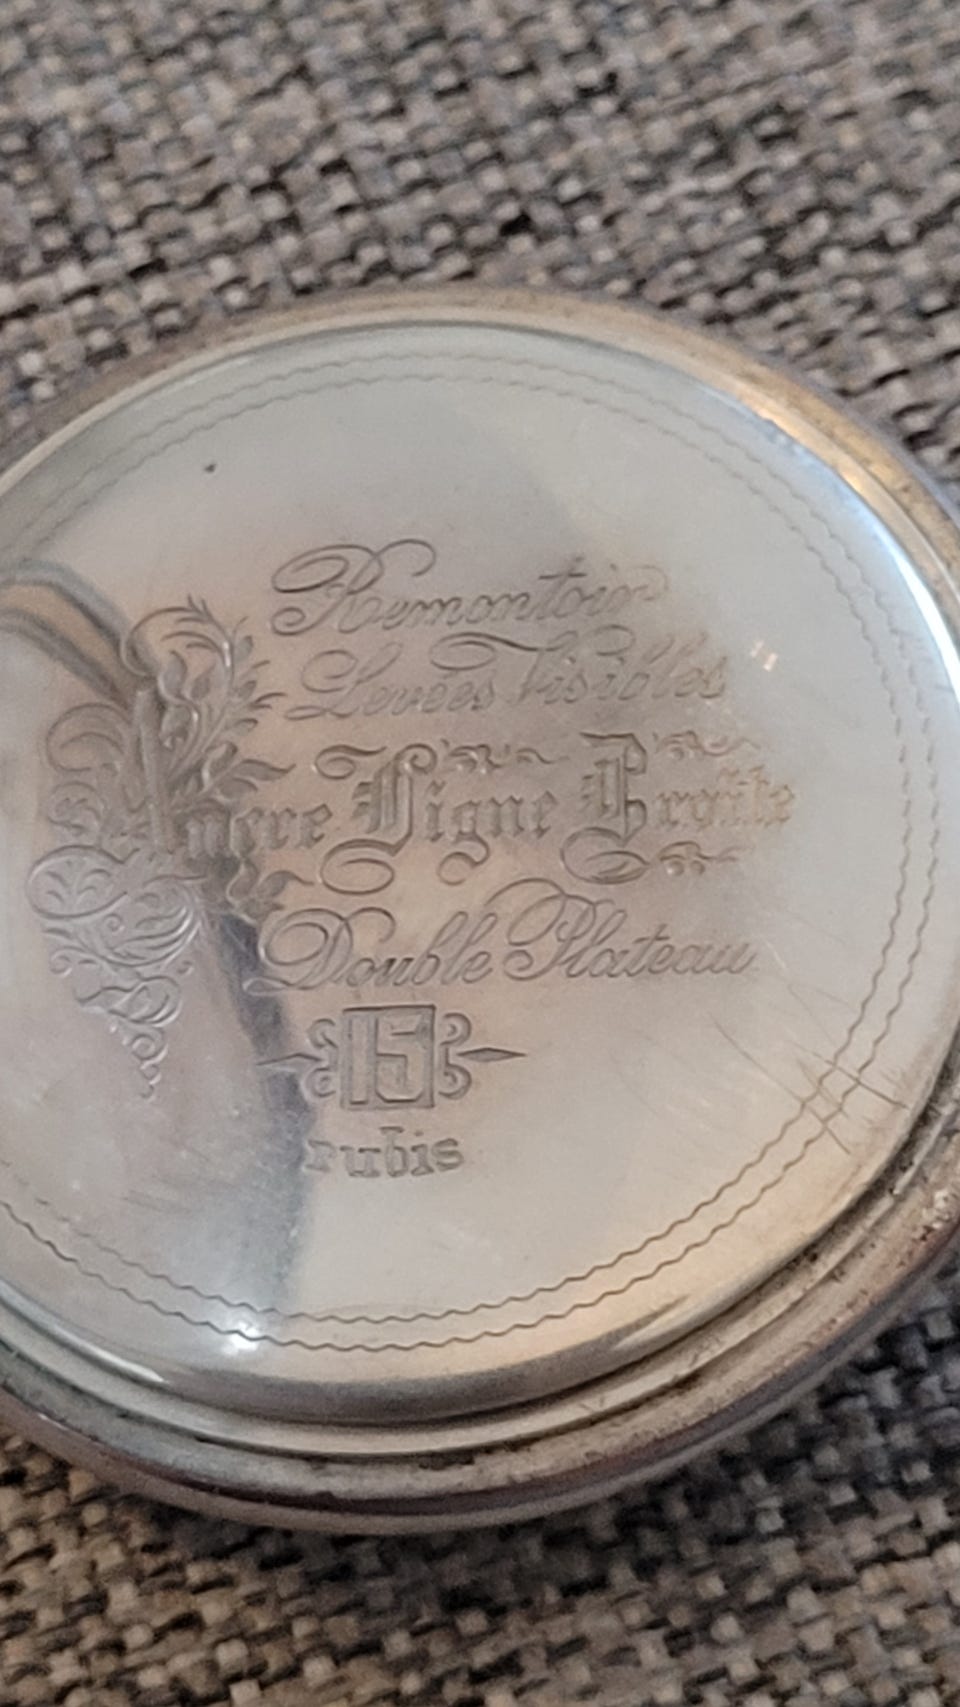 Remontoir
Levées Visibles
Ancre Ligne Droite
Double Plateau
15
rubis